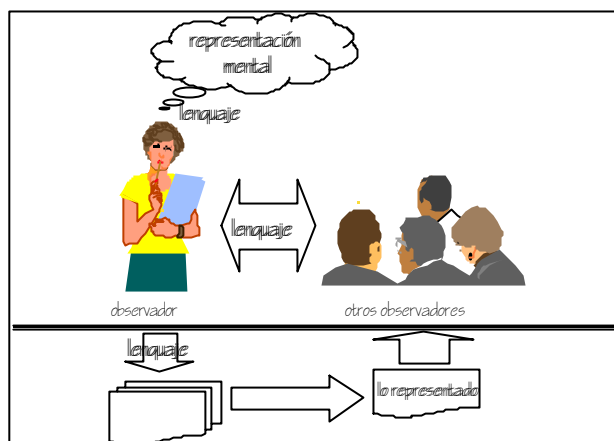 representación
mental
lenguaje
lenguaje
observador
otros observadores
lenguaje
lo representado